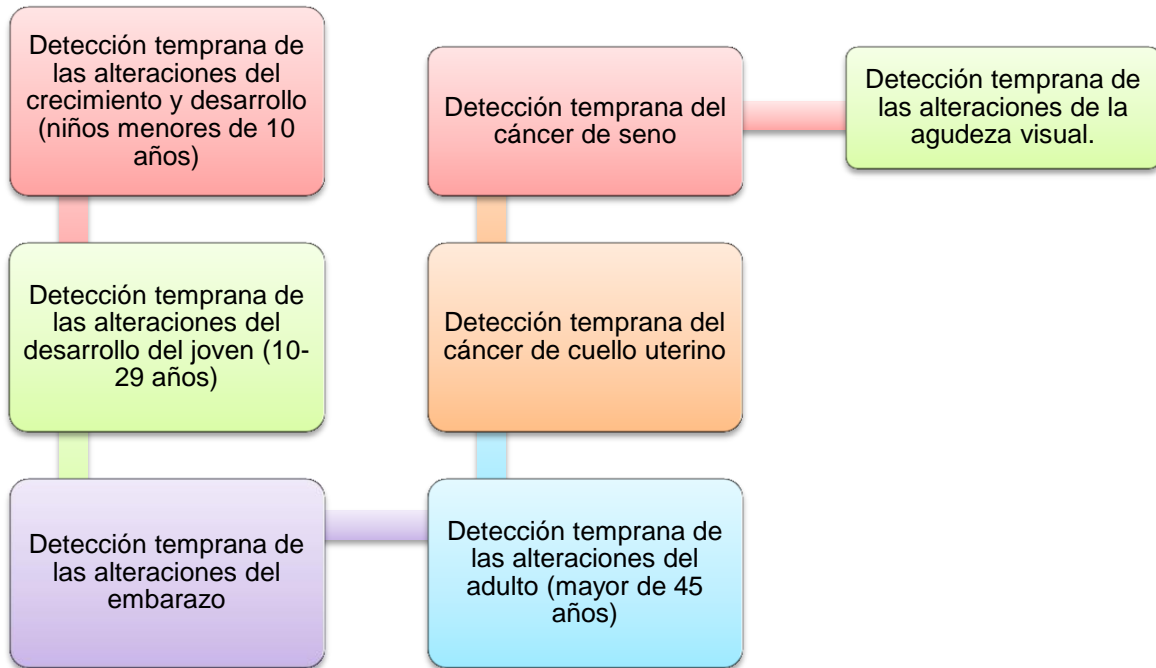 Detección temprana de
las alteraciones del
crecimiento y desarrollo
(niños menores de 10
años)
Detección temprana de
las alteraciones del
desarrollo del joven (10-
29 años)
Detección temprana de
las alteraciones del
embarazo
Detección temprana de
las alteraciones del
adulto (mayor de 45
años)
Detección temprana del
cáncer de cuello uterino
Detección temprana del
cáncer de seno
Detección temprana de
las alteraciones de la
agudeza visual.